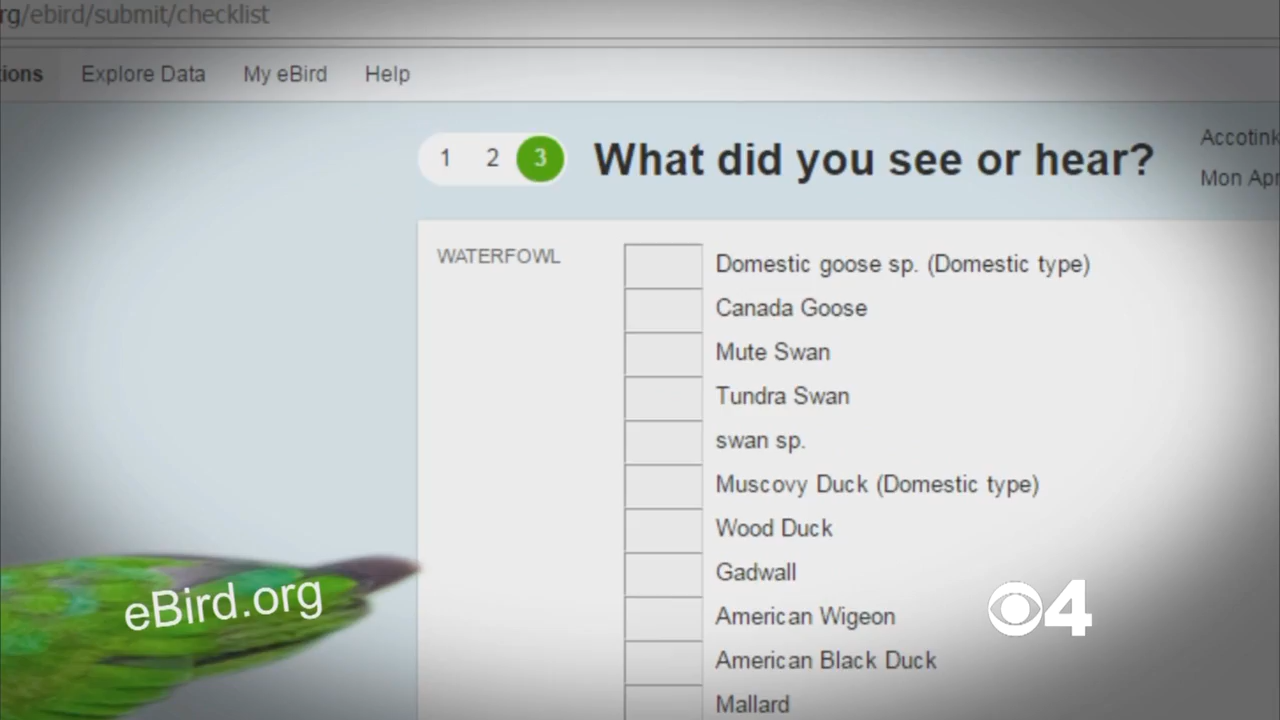 rg/ebird/submit/checklist
ions Explore Data My eBird Help
1 2 3 What did you see or hear?
Accotink
Mon Apr
WATERFOWL
Domestic goose sp. (Domestic type)
Canada Goose
Mute Swan
Tundra Swan
swan sp.
Muscovy Duck (Domestic type)
Wood Duck
Gadwall
American Wigeon
American Black Duck
Mallard
eBird.org
4